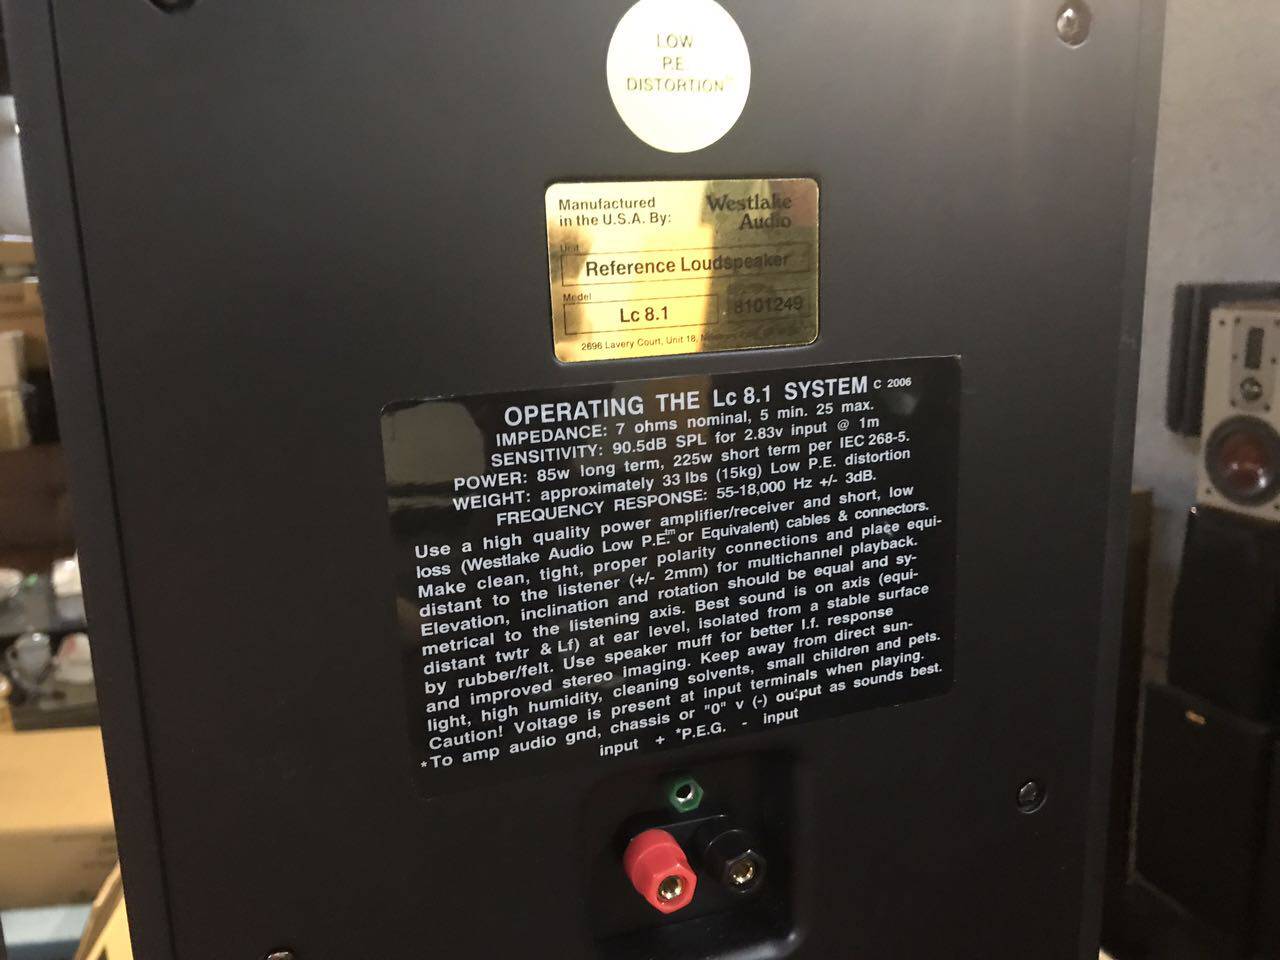 LOW
P.E.
DISTORTION
Manufactured
in the U.S.A. By:
Westlake
Audio
Unit
Reference Loudspeaker
Model
Lc 8.1
8101249
2696 Lavery Court, Unit 18,
OPERATING THE Lc 8.1 SYSTEM C 2006
IMPEDANCE: 7 ohms nominal, 5 min. 25 max.
SENSITIVITY: 90.5dB SPL for 2.83v input @ 1m
POWER: 85w long term, 225w short term per IEC 268-5.
WEIGHT: approximately 33 lbs (15kg) Low P.E. distortion
FREQUENCY RESPONSE: 55-18,000 Hz +/- 3dB.
Use a high quality power amplifier/receiver and short, low
loss (Westlake Audio Low P.E.tm or Equivalent) cables & connectors.
Make clean, tight, proper polarity connections and place equi-
distant to the listener (+/- 2mm) for multichannel playback.
Elevation, inclination and rotation should be equal and sy-
metrical to the listening axis. Best sound is on axis (equi-
distant twtr & Lf) at ear level, isolated from a stable surface
by rubber/felt. Use speaker muff for better l.f. response
and improved stereo imaging. Keep away from direct sun-
light, high humidity, cleaning solvents, small children and pets.
Caution! Voltage is present at input terminals when playing.
*To amp audio gnd, chassis or "0" v (-) output as sounds best.
input + *P.E.G. - input